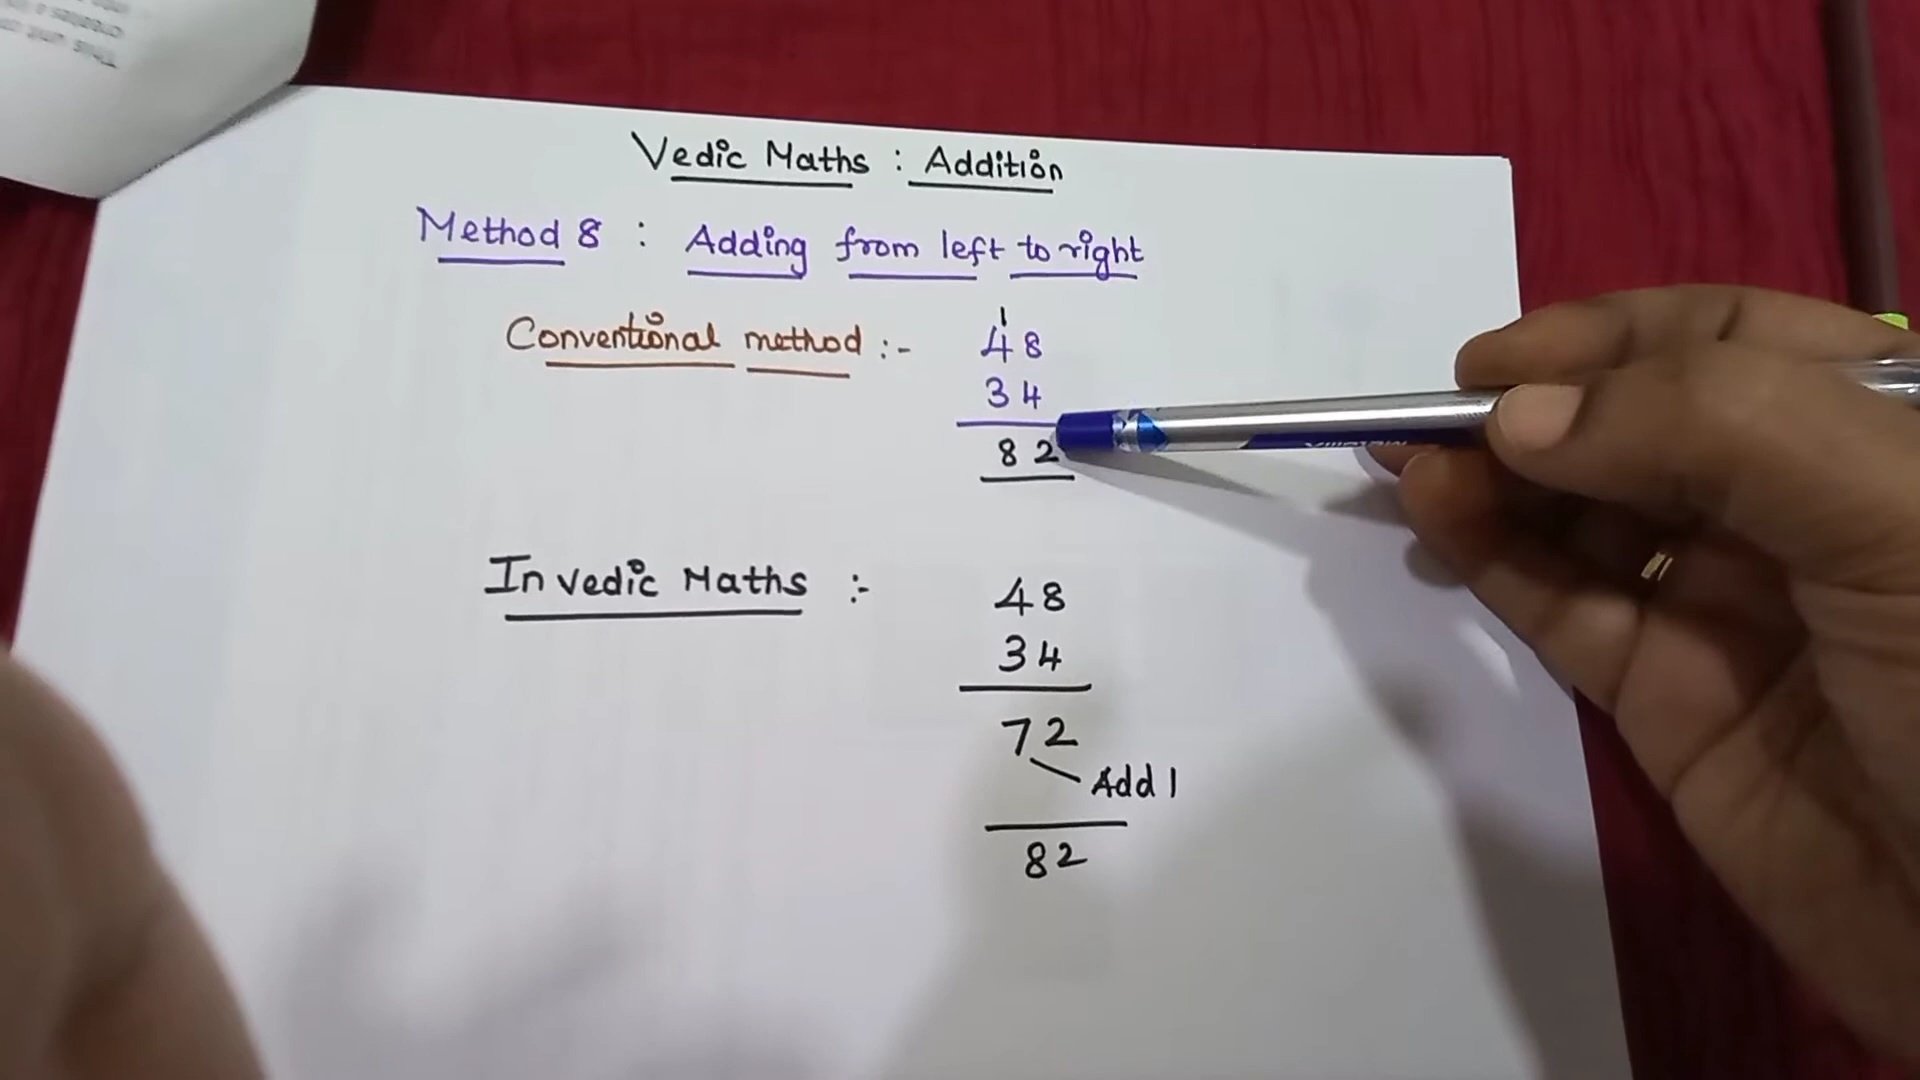 Vedic Maths : Addition
Method 8 : Adding from left to right
Conventional method :- 1
48
34
82
In vedic Maths :- 48
34
72
Add 1
82